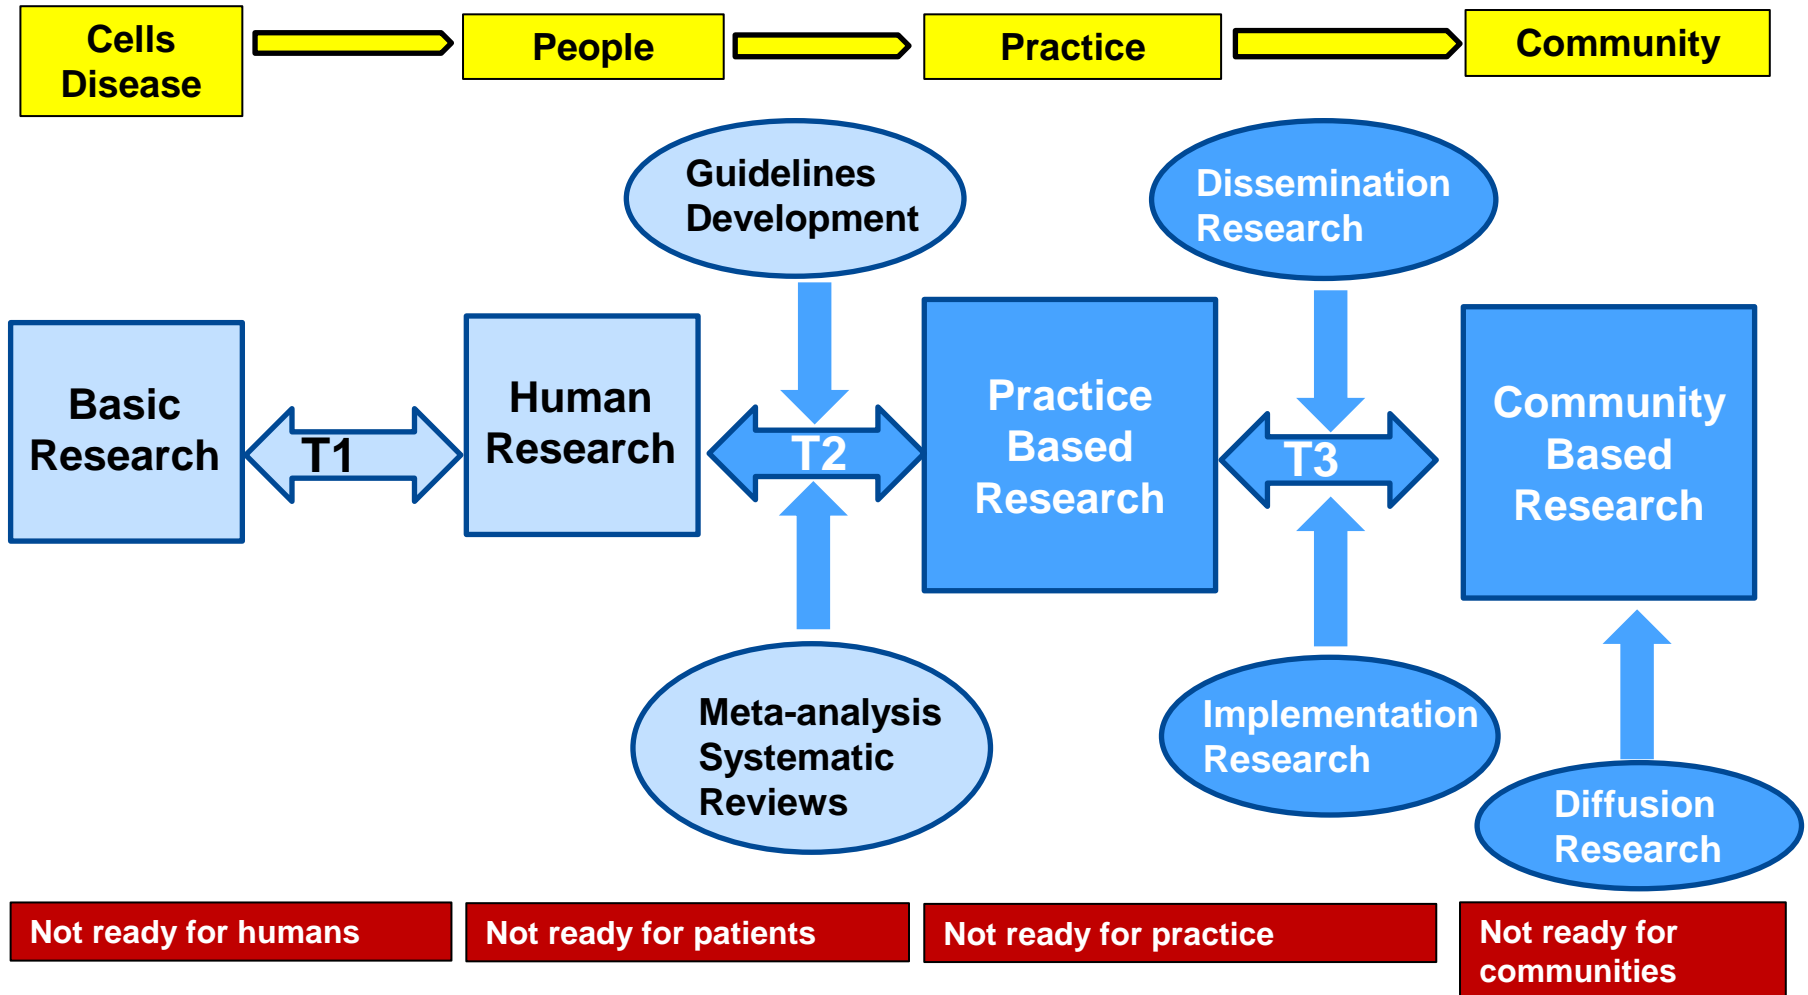 Cells
Disease
People
Practice
Community
Guidelines
Development
Dissemination
Research
Basic
Research
T1
Human
Research
T2
Practice
Based
Research
T3
Community
Based
Research
Meta-analysis
Systematic
Reviews
Implementation
Research
Diffusion
Research
Not ready for humans
Not ready for patients
Not ready for practice
Not ready for
communities